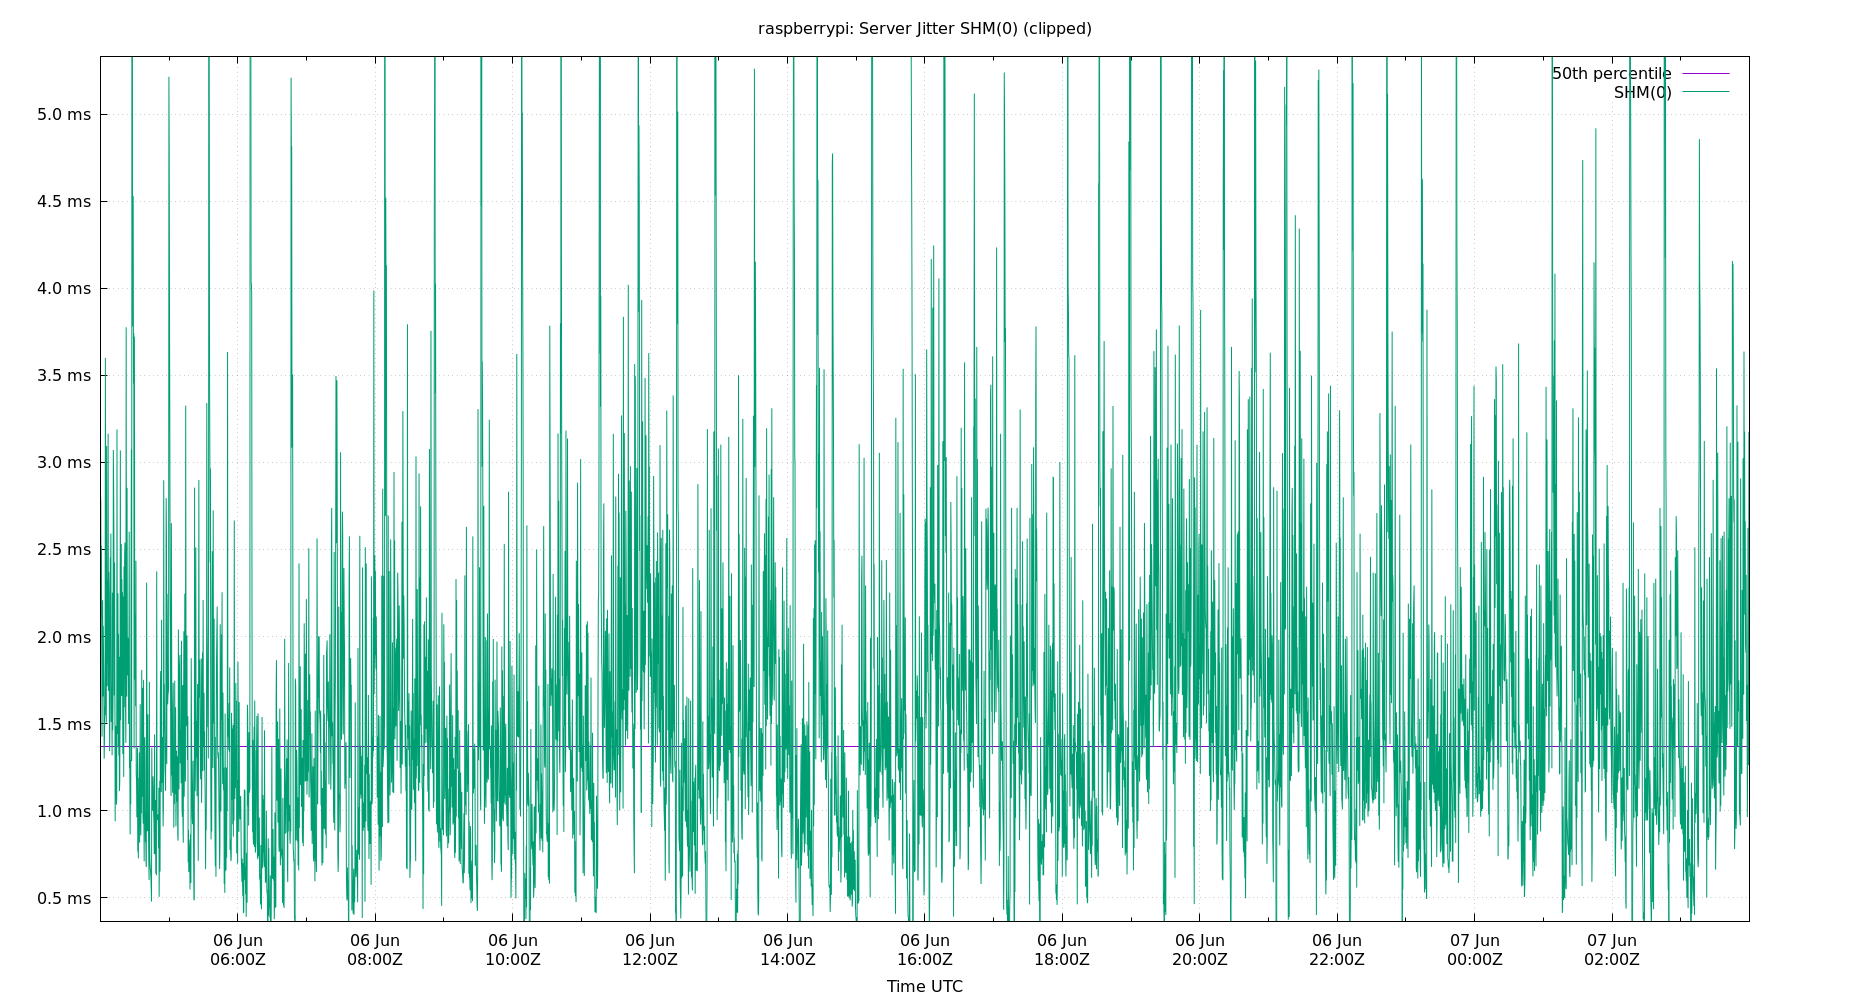 raspberrypi: Server Jitter SHM(0) (clipped)
50th percentile
SHM(0)
5.0 ms
4.5 ms
4.0 ms
3.5 ms
3.0 ms
2.5 ms
2.0 ms
1.5 ms
1.0 ms
0.5 ms
06 Jun 06 Jun 06 Jun 06 Jun 06 Jun 06 Jun 06 Jun 06 Jun 06 Jun 07 Jun 07 Jun
06:00Z 08:00Z 10:00Z 12:00Z 14:00Z 16:00Z 18:00Z 20:00Z 22:00Z 00:00Z 02:00Z
Time UTC